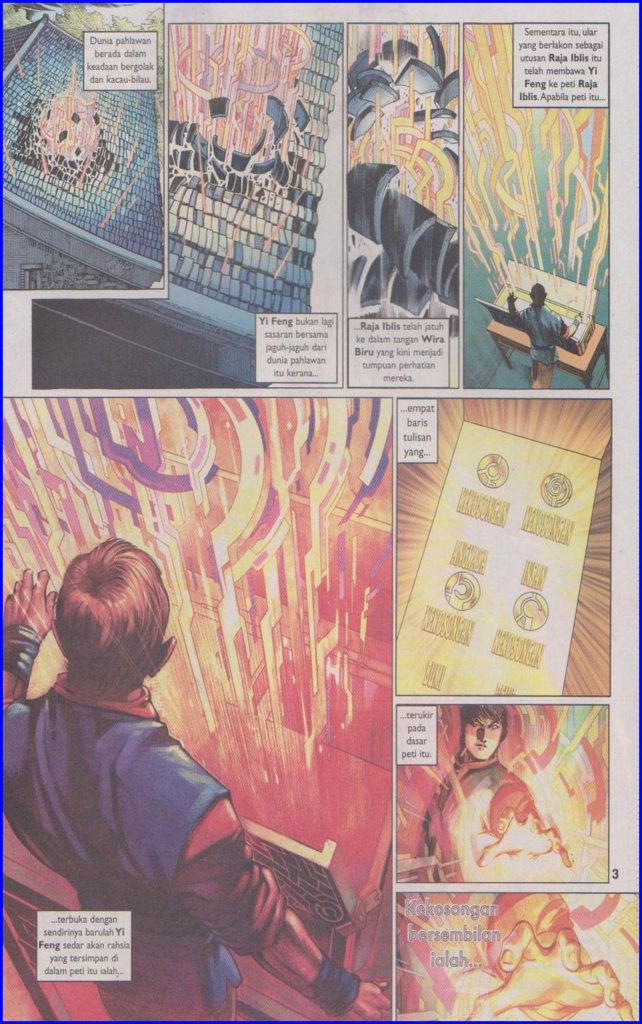 Dunia pahlawan
berada dalam
keadaan bergolak
dan kacau-bilau.
Yi Feng bukan lagi
sasaran bersama
jaguh-jaguh dari
dunia pahlawan
itu kerana...
...Raja Iblis telah jatuh
ke dalam tangan Wira
Biru yang kini menjadi
tumpuan perhatian
mereka.
Sementara itu, ular
yang berlakon sebagai
utusan Raja Iblis itu
telah membawa Yi
Feng ke peti Raja
Iblis. Apabila peti itu...
...terbuka dengan
sendirinya barulah Yi
Feng sedar akan rahsia
yang tersimpan di
dalam peti itu ialah...
...empat
baris
tulisan
yang...
KEKOSONGAN KEKOSONGAN
ANGKASA ANGIN
KEKOSONGAN KEKOSONGAN
BUMI
...terukir
pada
dasar
peti itu.
3
Kekosongan
bersembilan
ialah...